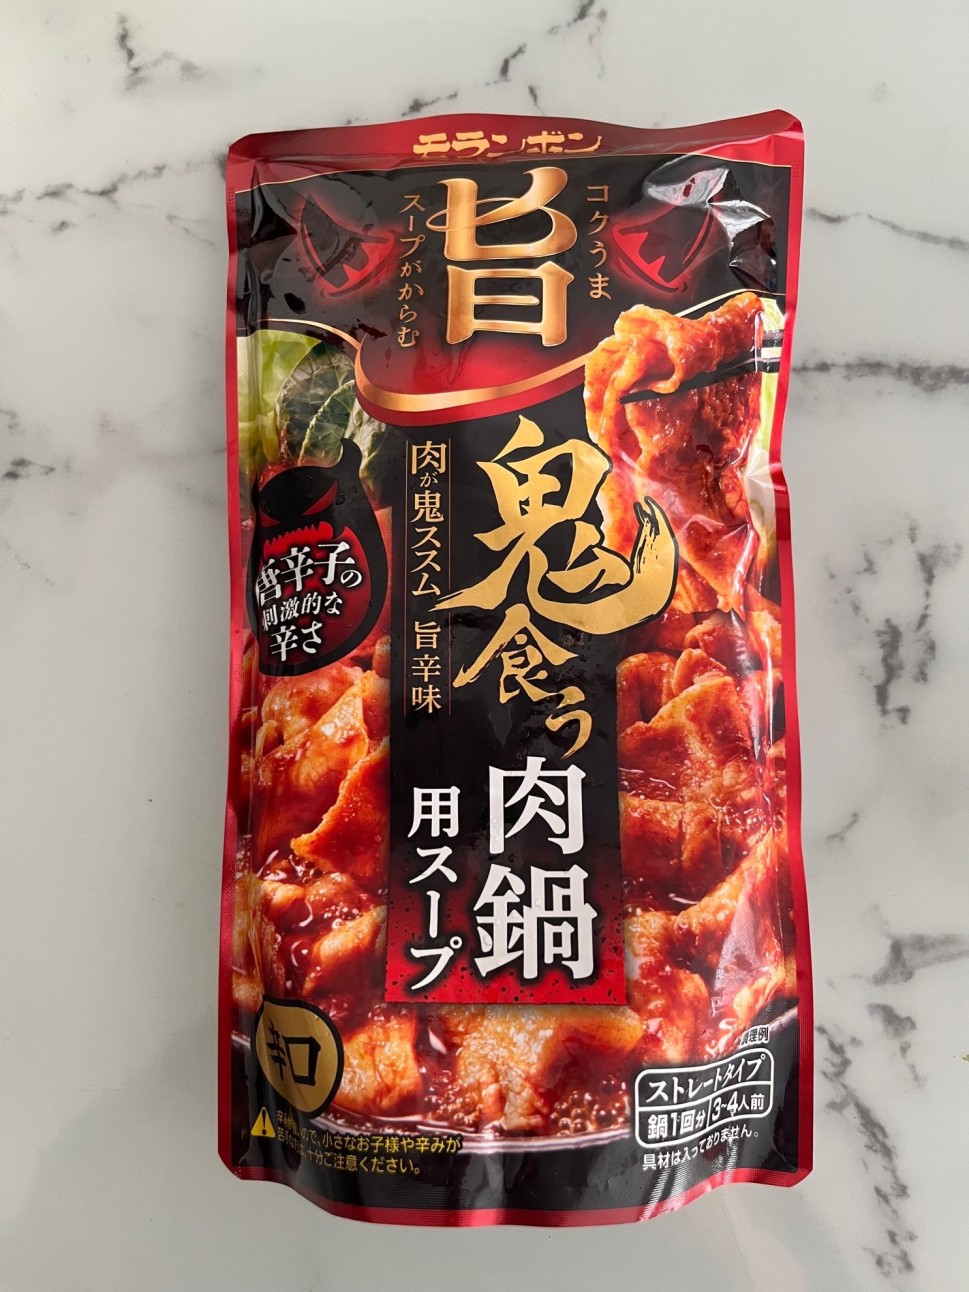 モランボン
旨
コクうま
スープがからむ
鬼食う
肉鍋
用スープ
肉が鬼ススム 旨辛味
唐辛子の
刺激的な
辛さ
辛口
調理例
ストレートタイプ
鍋1回分 3~4人前
具材は入っておりません。
ので、小さなお子様や辛みが
十分ご注意ください。